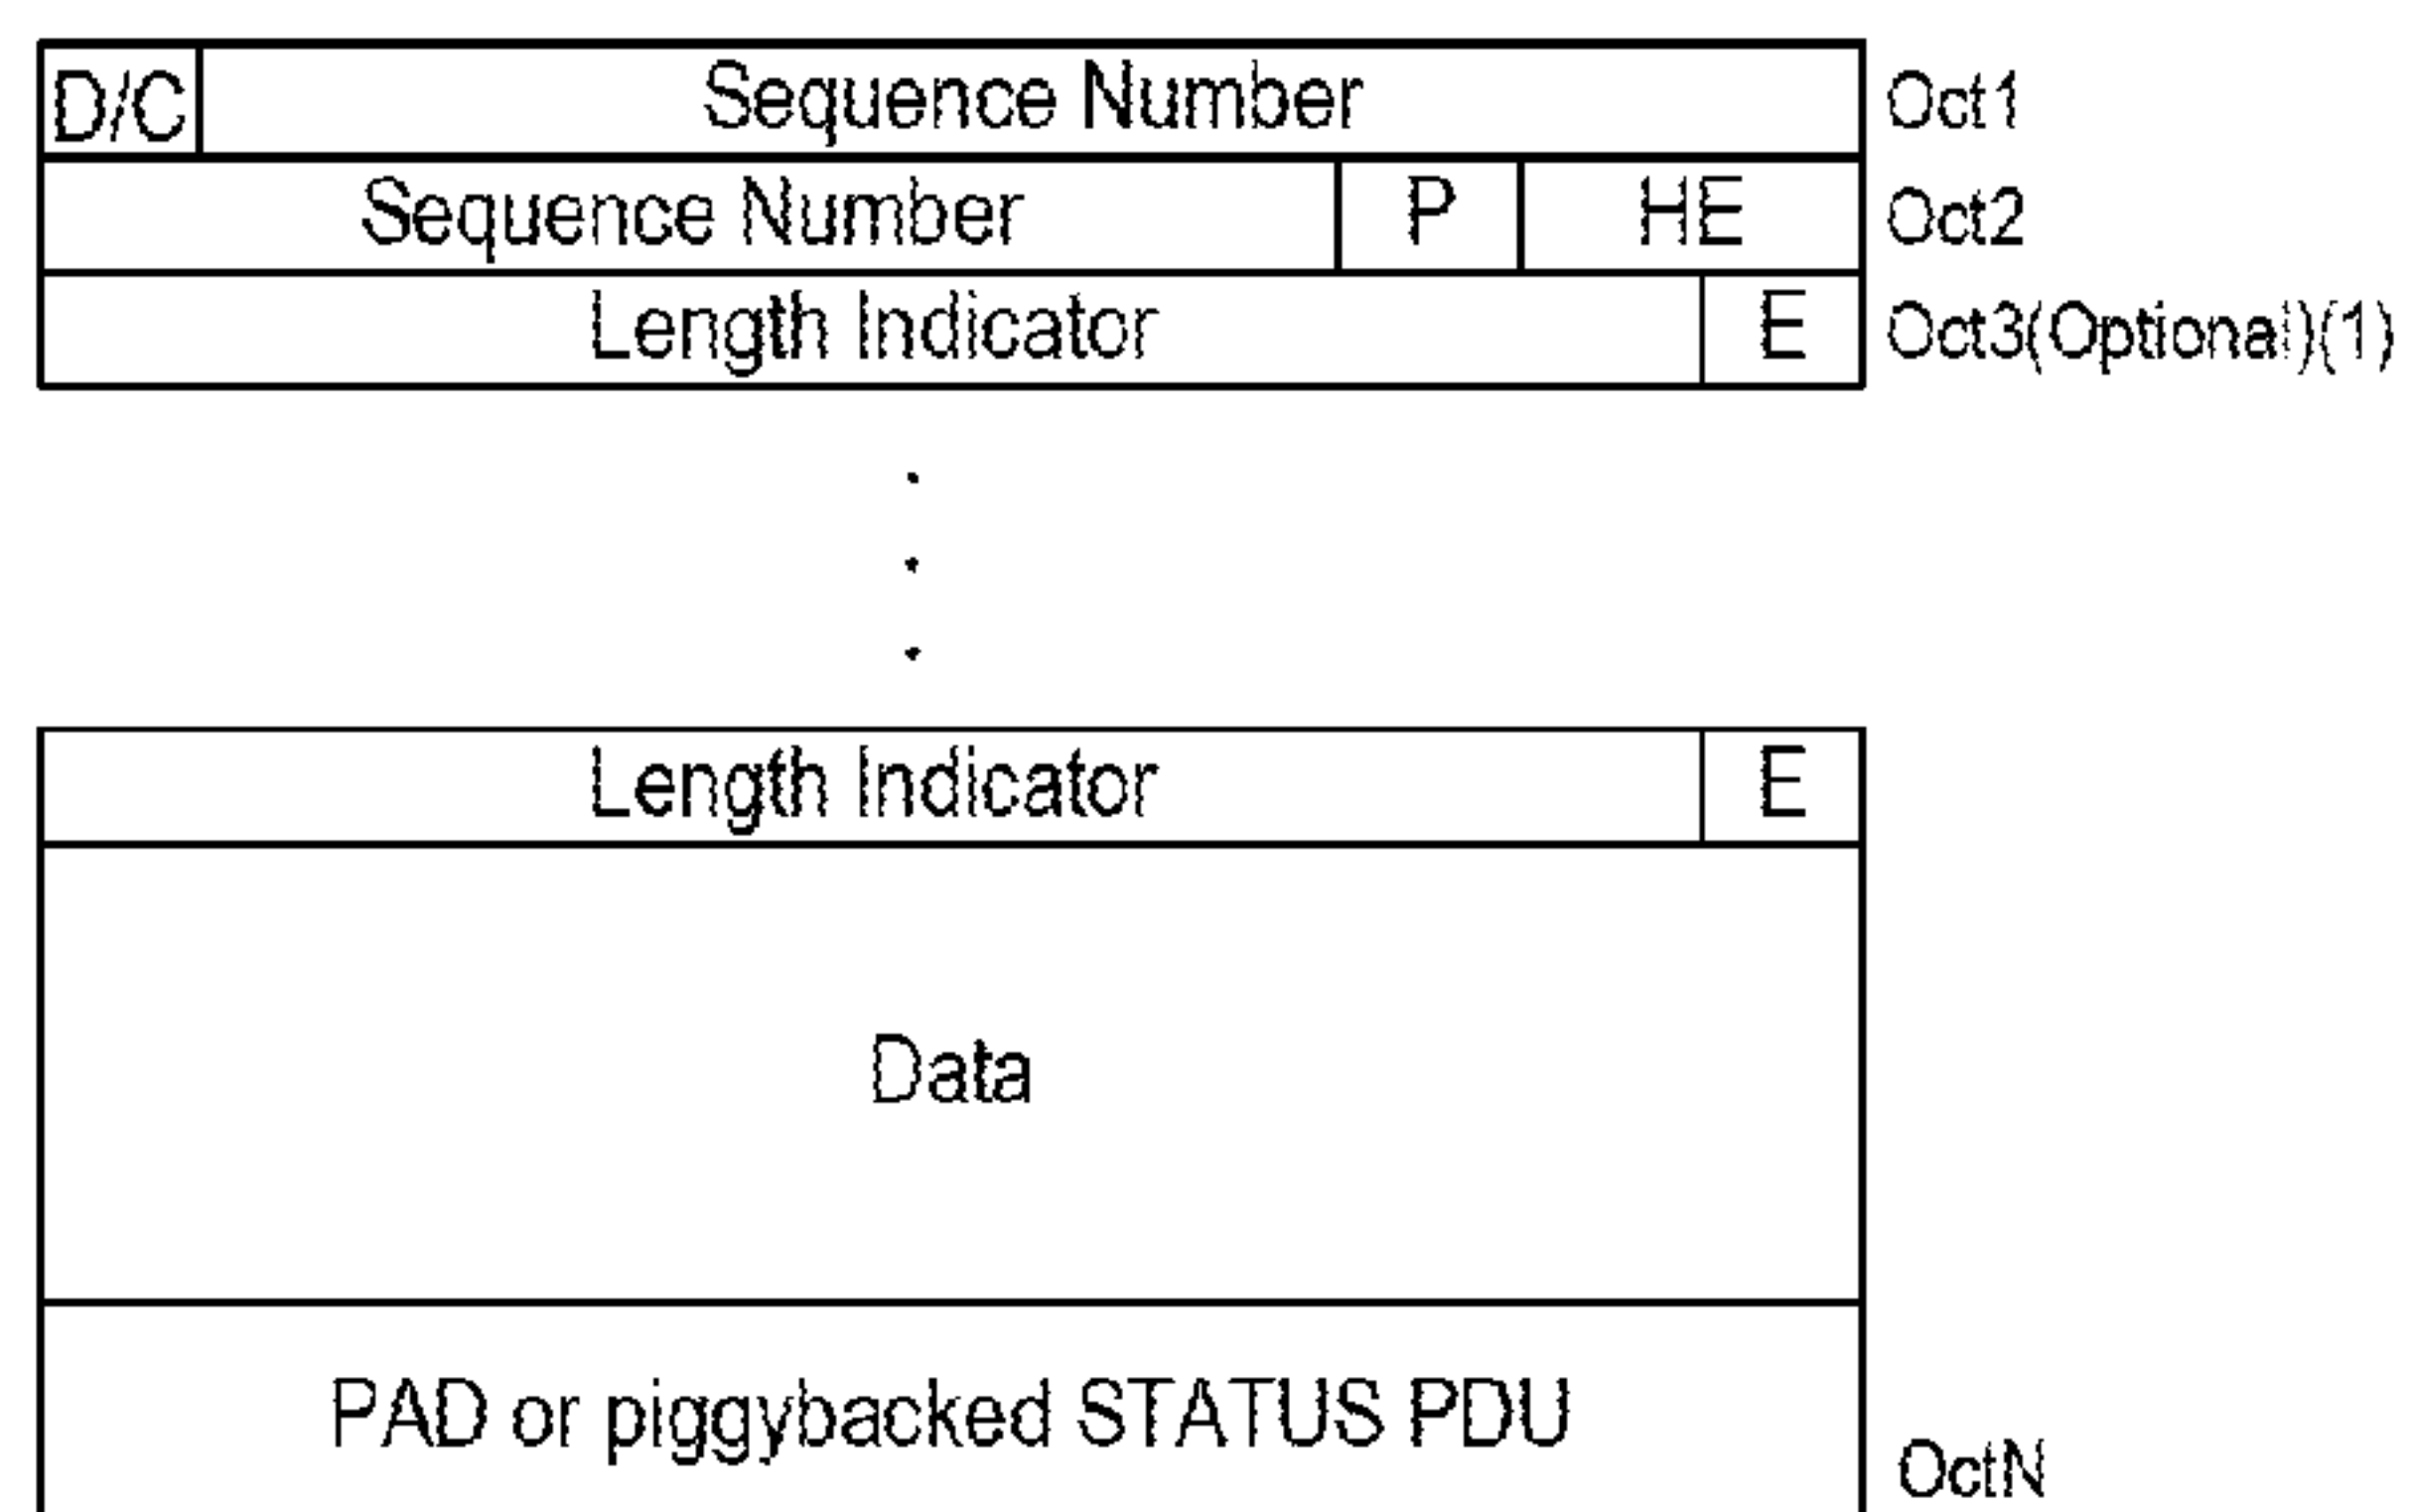 D/C Sequence Number Oct1
Sequence Number P HE Oct2
Length Indicator E Oct3(Optional)(1)
Length Indicator E
Data
PAD or piggybacked STATUS PDU
OctN